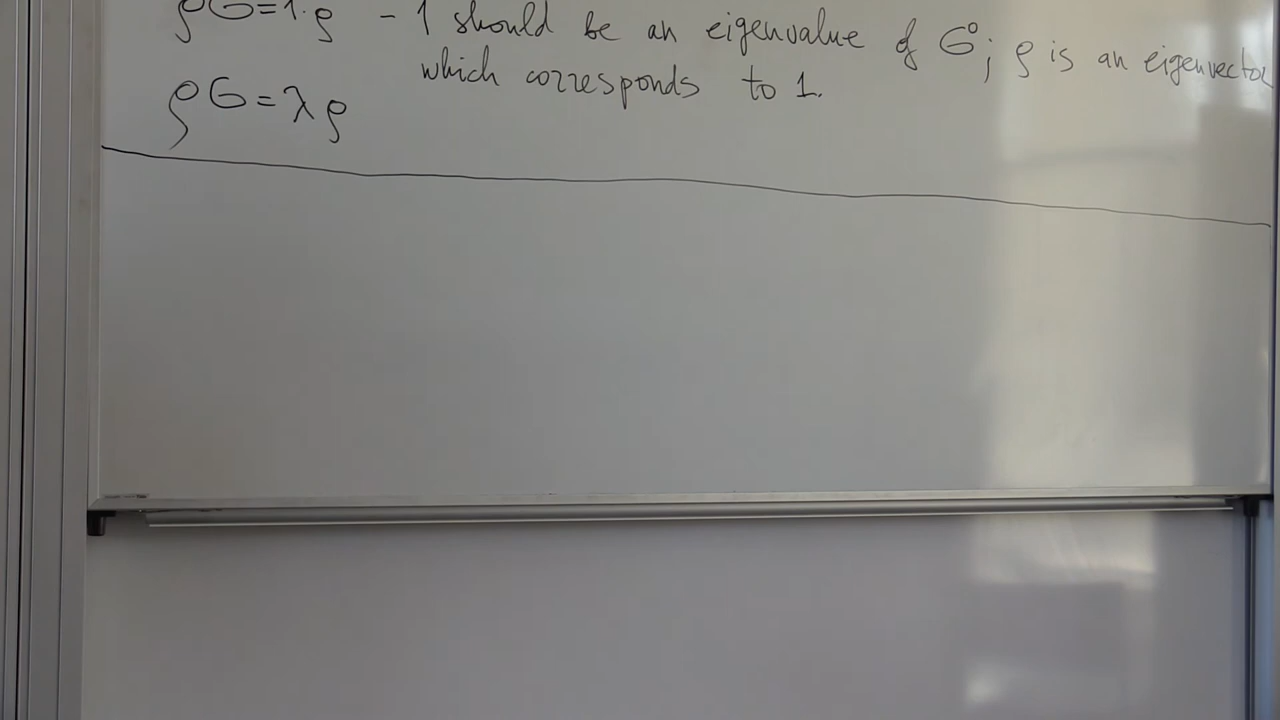 ρG=1·ρ - 1 should be an eigenvalue of G; ρ is an eigenvector
which corresponds to 1.
ρG=λρ